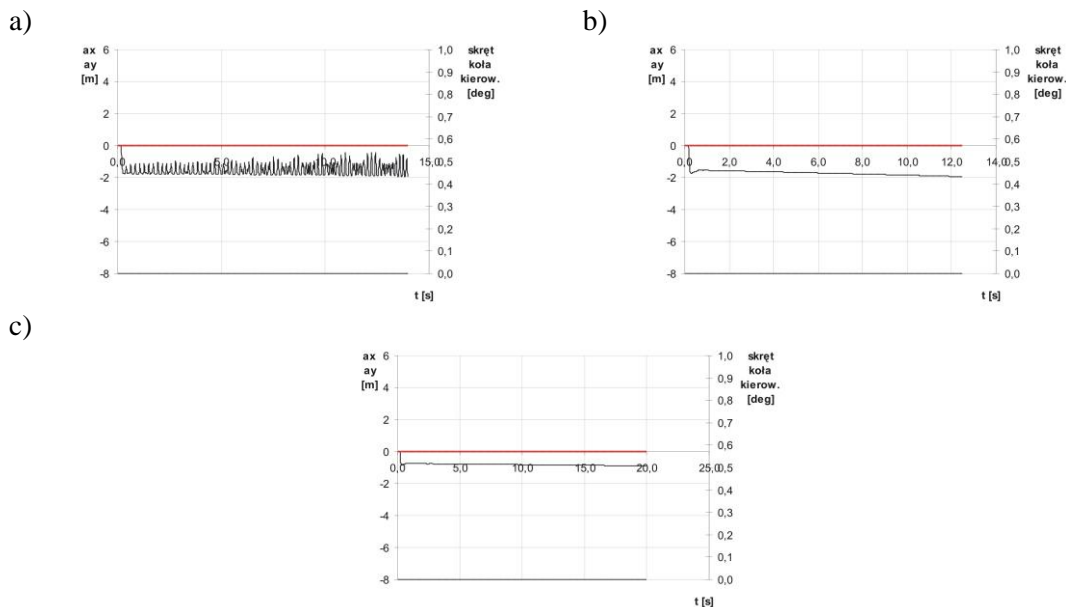 a)
b)
ax
ay
[m]
6
4
2
0
-2
-4
-6
-8
0,0
5,0
15,0
1,0
0,9
0,8
0,7
0,6
0,5
0,4
0,3
0,2
0,1
0,0
skręt
koła
kierow.
[deg]
t [s]
ax
ay
[m]
6
4
2
0
-2
-4
-6
-8
0,0
2,0
4,0
6,0
8,0
10,0
12,0
14,0
1,0
0,9
0,8
0,7
0,6
0,5
0,4
0,3
0,2
0,1
0,0
skręt
koła
kierow.
[deg]
t [s]
c)
ax
ay
[m]
6
4
2
0
-2
-4
-6
-8
0,0
5,0
10,0
15,0
20,0
25,0
1,0
0,9
0,8
0,7
0,6
0,5
0,4
0,3
0,2
0,1
0,0
skręt
koła
kierow.
[deg]
t [s]